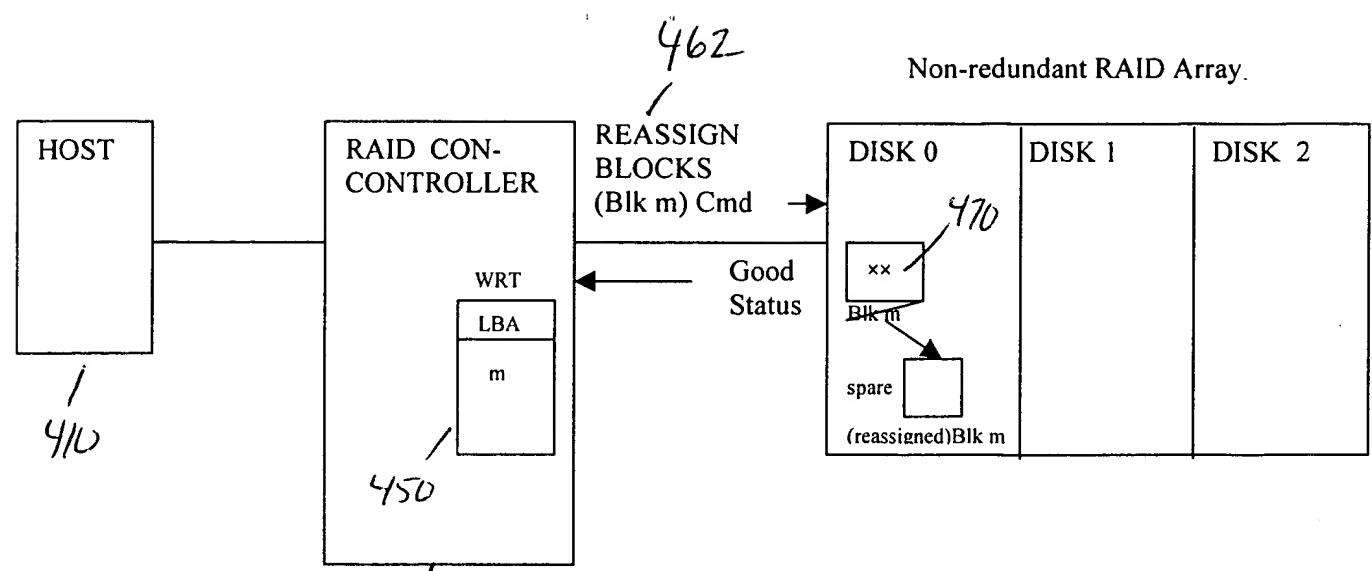 462
Non-redundant RAID Array.
HOST
RAID CON-
CONTROLLER
REASSIGN
BLOCKS
(Blk m) Cmd
DISK 0
DISK 1
DISK 2
470
××
WRT
LBA
m
Good
Status
Blk m
spare
(reassigned)Blk m
410
450